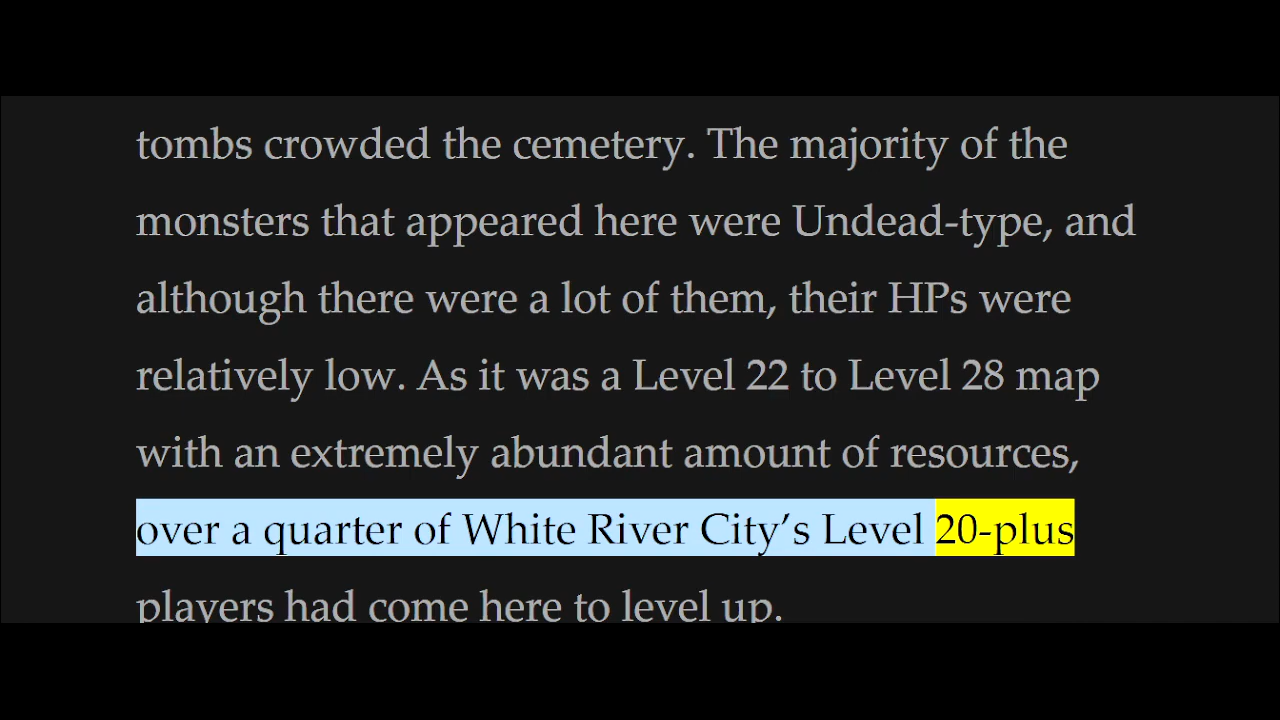 tombs crowded the cemetery. The majority of the
monsters that appeared here were Undead-type, and
although there were a lot of them, their HPs were
relatively low. As it was a Level 22 to Level 28 map
with an extremely abundant amount of resources,
over a quarter of White River City’s Level 20-plus
players had come here to level up.